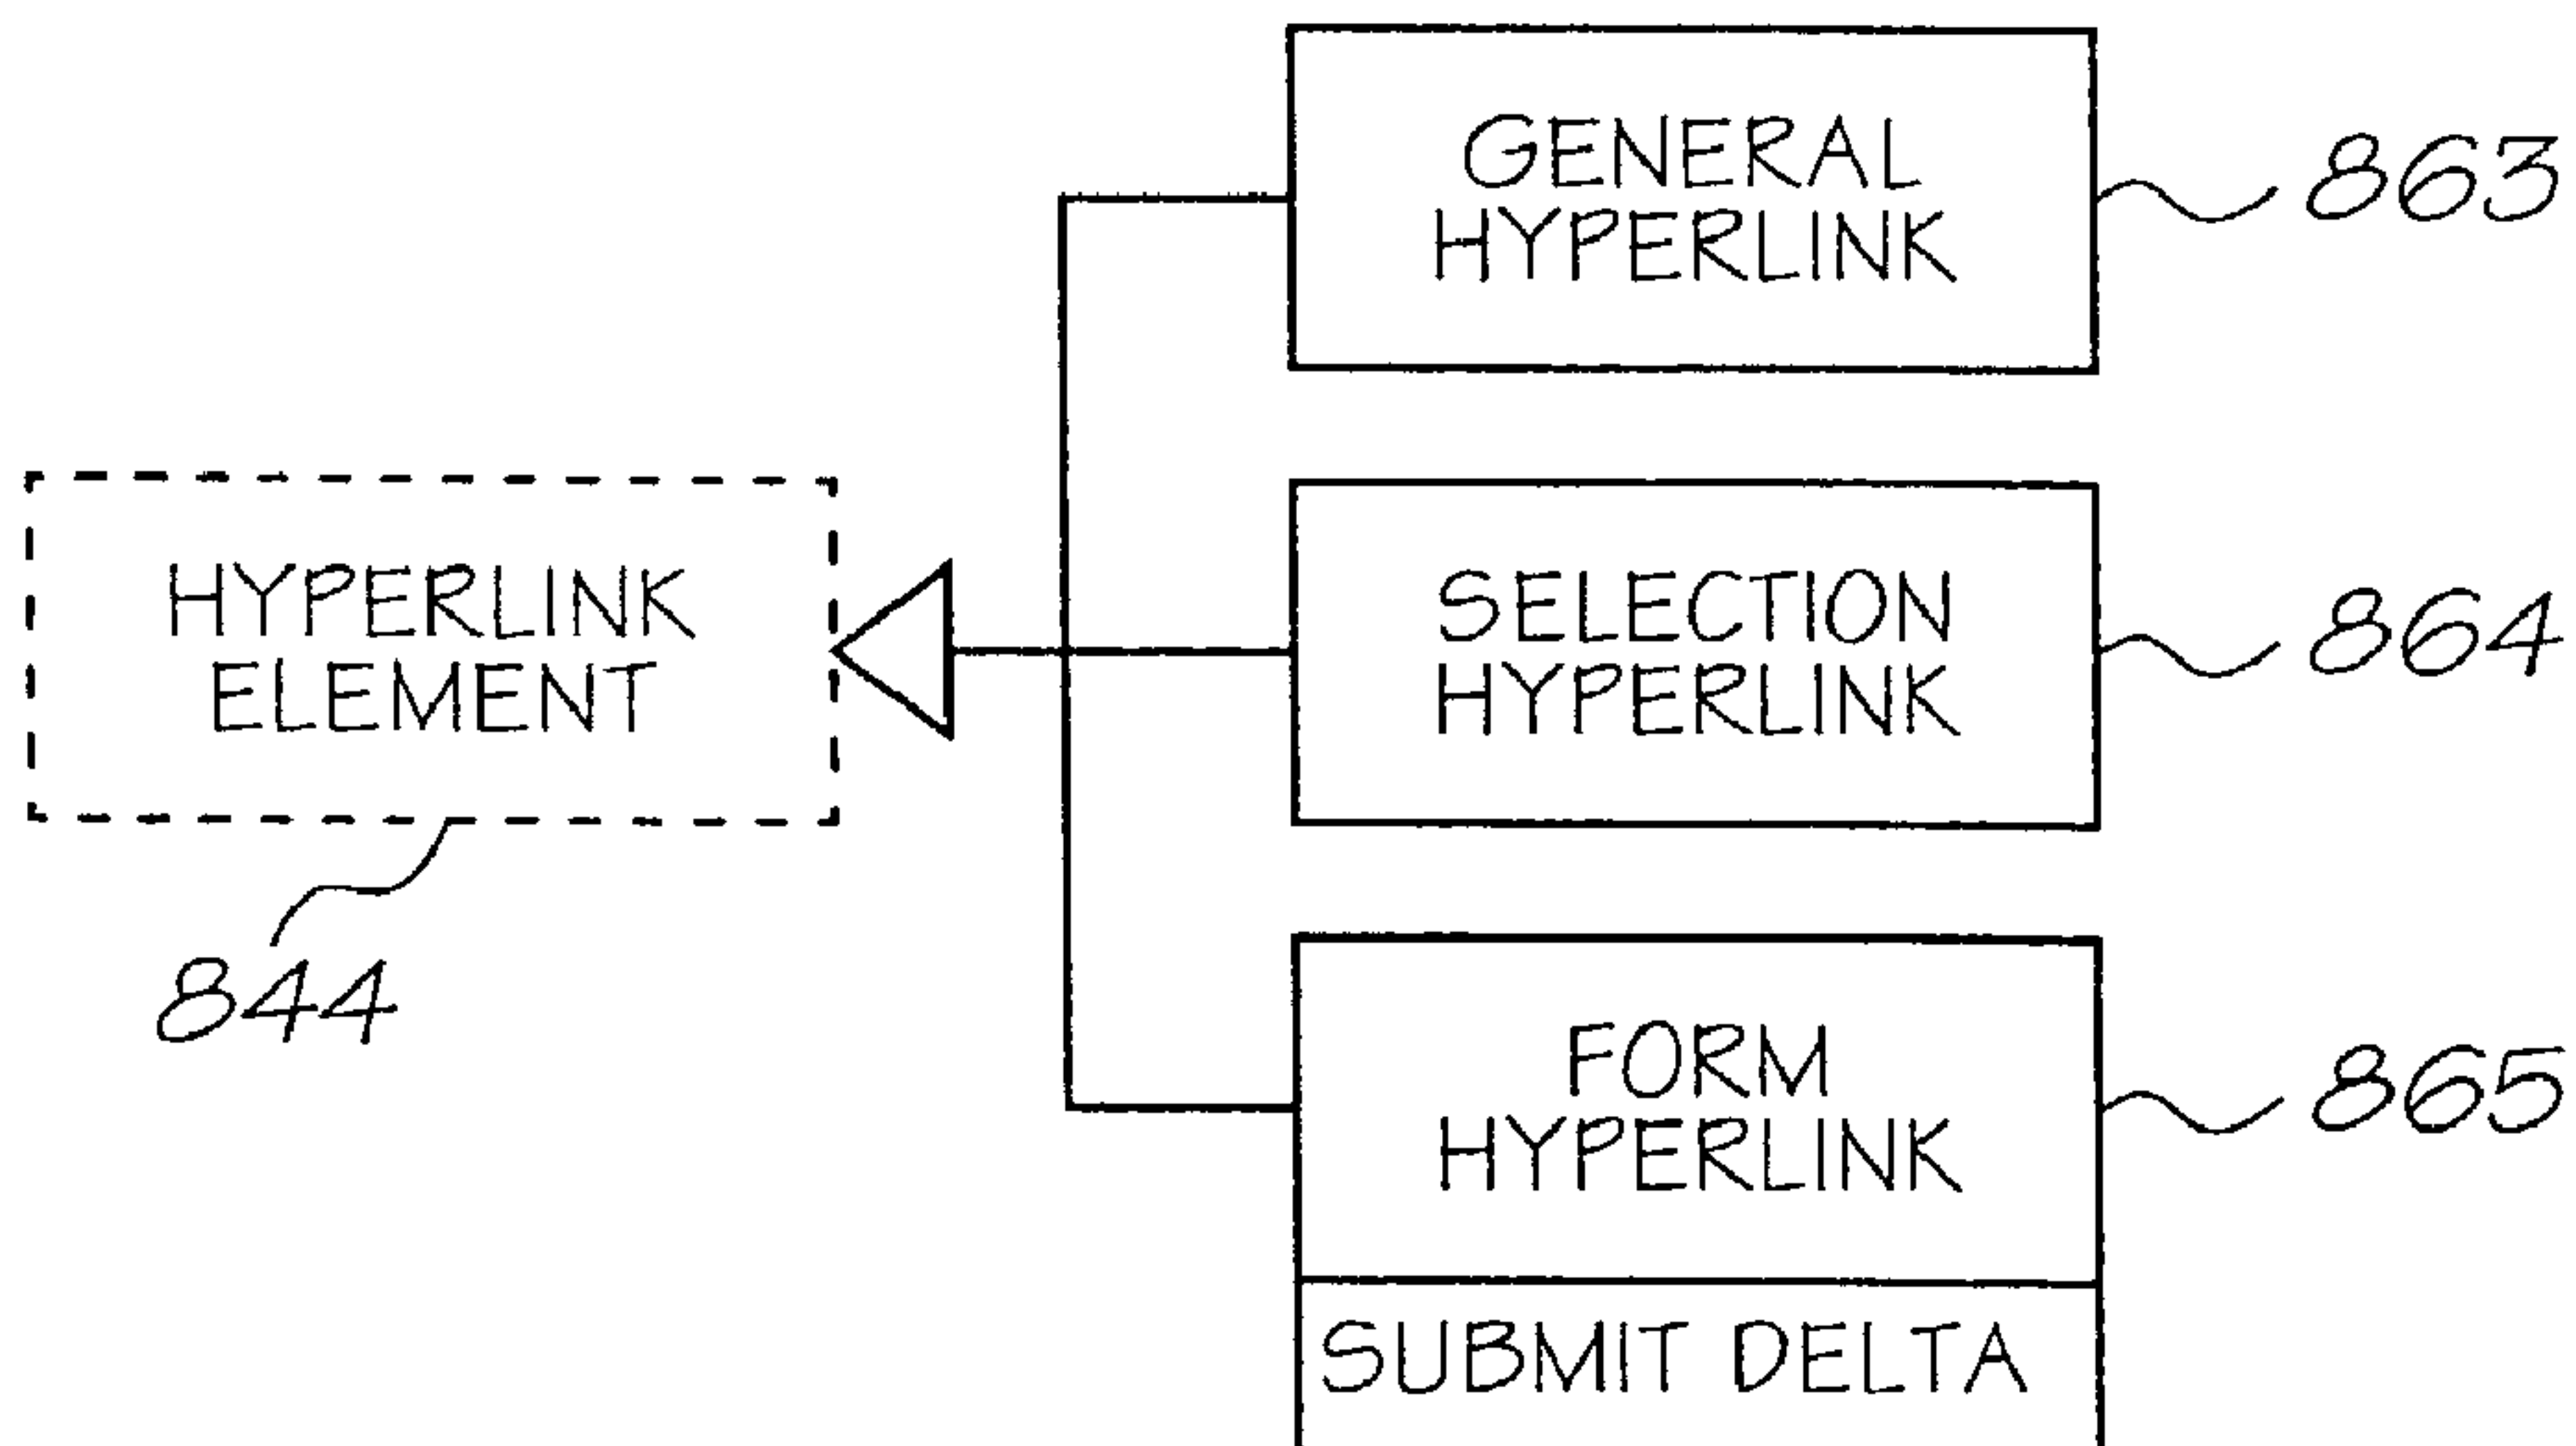 GENERAL
HYPERLINK
863
HYPERLINK
ELEMENT
844
SELECTION
HYPERLINK
864
FORM
HYPERLINK
865
SUBMIT DELTA